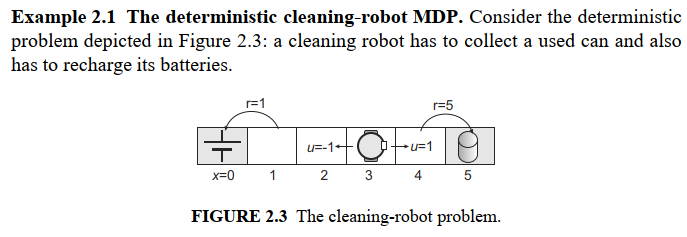 Example 2.1 The deterministic cleaning-robot MDP. Consider the deterministic
problem depicted in Figure 2.3: a cleaning robot has to collect a used can and also
has to recharge its batteries.
r=1 r=5
u=-1 u=1
x=0 1 2 3 4 5
FIGURE 2.3 The cleaning-robot problem.